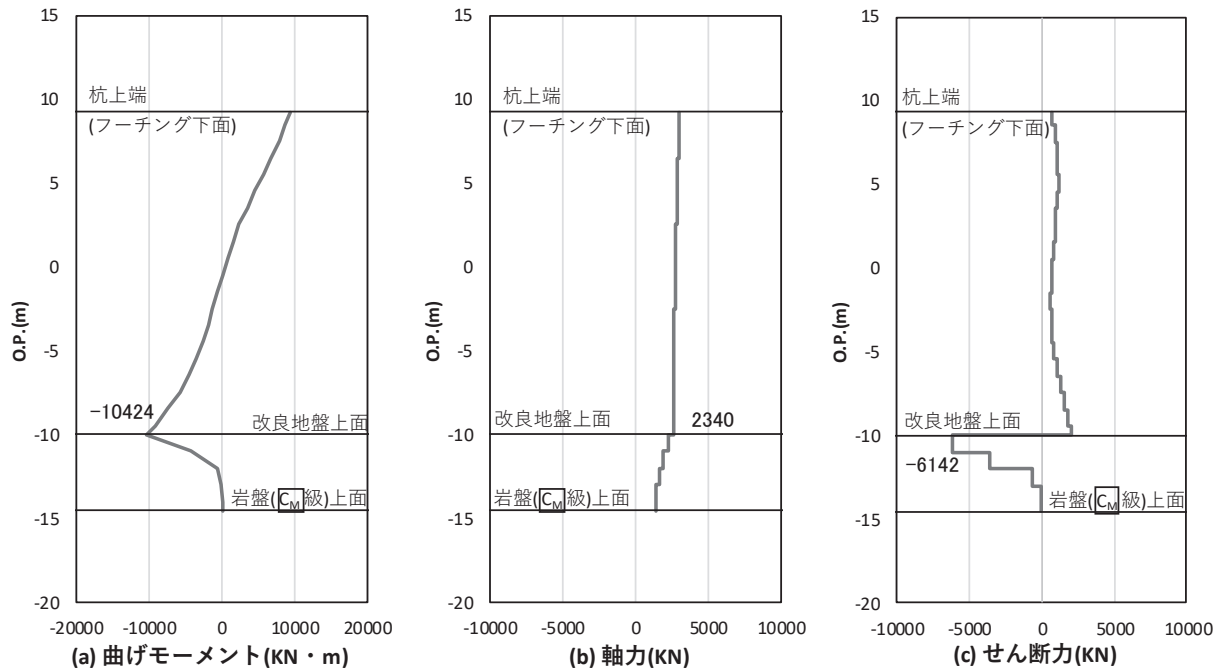 15
10
5
0
-5
-10
-15
-20
O.P.(m)
杭上端
(フーチング下面)
-10424
改良地盤上面
岩盤(CM級)上面
-20000 -10000 0 10000 20000
(a) 曲げモーメント(KN・m)
15
10
5
0
-5
-10
-15
-20
O.P.(m)
杭上端
(フーチング下面)
改良地盤上面
2340
岩盤(CM級)上面
-10000 -5000 0 5000 10000
(b) 軸力(KN)
15
10
5
0
-5
-10
-15
-20
O.P.(m)
杭上端
(フーチング下面)
改良地盤上面
-6142
岩盤(CM級)上面
-10000 -5000 0 5000 10000
(c) せん断力(KN)